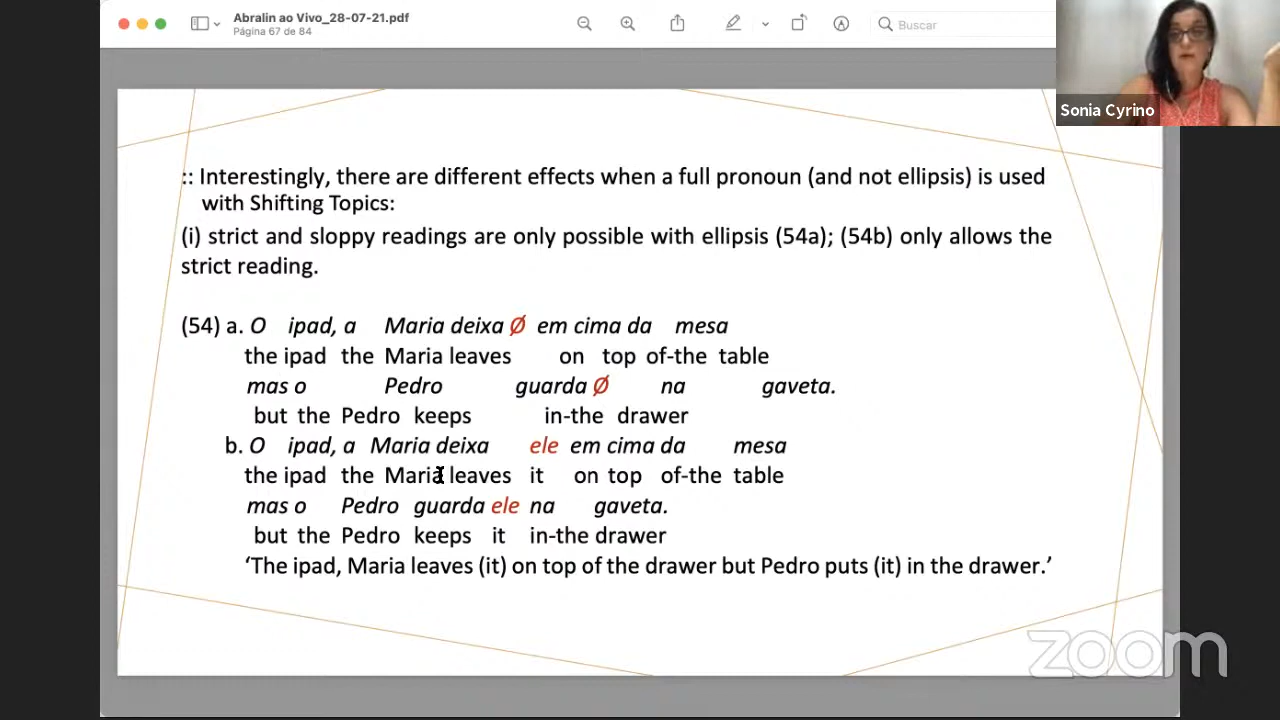 Abralin ao Vivo_28-07-21.pdf
Página 67 de 84
Buscar
Sonia Cyrino
:: Interestingly, there are different effects when a full pronoun (and not ellipsis) is used
with Shifting Topics:
(i) strict and sloppy readings are only possible with ellipsis (54a); (54b) only allows the
strict reading.
(54) a. O ipad, a Maria deixa Ø em cima da mesa
the ipad the Maria leaves on top of-the table
mas o Pedro guarda Ø na gaveta.
but the Pedro keeps in-the drawer
b. O ipad, a Maria deixa ele em cima da mesa
the ipad the Maria leaves it on top of-the table
mas o Pedro guarda ele na gaveta.
but the Pedro keeps it in-the drawer
‘The ipad, Maria leaves (it) on top of the drawer but Pedro puts (it) in the drawer.’
zoom